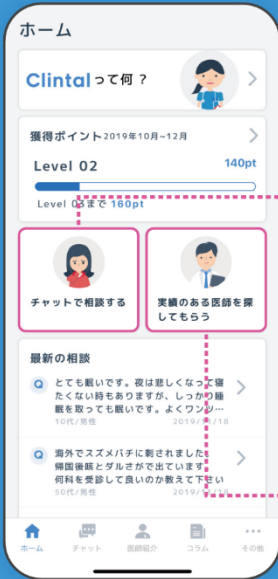 ホーム
Clintalって何？
獲得ポイント2019年10月~12月
Level 02
140pt
Level 03まで 160pt
チャットで相談する
実績のある医師を探
してもらう
最新の相談
Q
とても眠いです。夜は悲しくなって寝
たくない時もありますが、しっかり睡
眠を取っても眠いです。よくワンツ…
10代/男性
2019/11/18
Q
海外でスズメバチに刺されました。
帰国後咳とダルさがで出ています
何科を受診して良いのか教えて下さい
50代/男性
ホーム
チャット
医師紹介
コラム
その他